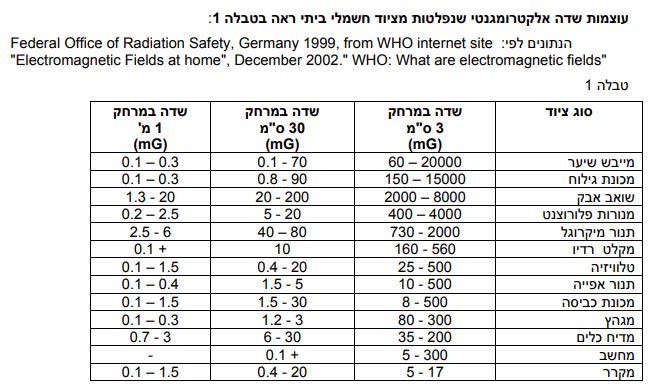 עוצמות שדה אלקטרומגנטי שנפלטות מציוד חשמלי ביתי ראה בטבלה 1:
הנתונים לפי: Federal Office of Radiation Safety, Germany 1999, from WHO internet site
"Electromagnetic Fields at home", December 2002." WHO: What are electromagnetic fields"
טבלה 1
סוג ציוד שדה במרחק 3 ס"מ (mG) שדה במרחק 30 ס"מ (mG) שדה במרחק 1 מ' (mG)
מייבש שיער 60 – 20000 0.1 - 70 0.1 – 0.3
מכונת גילוח 150 – 15000 0.8 - 90 0.1 – 0.3
שואב אבק 2000 – 8000 20 - 200 1.3 - 20
מנורות פלורוצנט 400 – 4000 5 - 20 0.2 – 2.5
תנור מיקרוגל 730 - 2000 40 – 80 2.5 - 6
מקלט רדיו 160 - 560 10 0.1 +
טלוויזיה 25 - 500 0.4 - 20 0.1 – 1.5
תנור אפייה 10 - 500 1.5 - 5 0.1 – 0.4
מכונת כביסה 8 - 500 1.5 - 30 0.1 – 1.5
מגהץ 80 - 300 1.2 - 3 0.1 – 0.3
מדיח כלים 35 - 200 6 - 30 0.7 - 3
מחשב 5 - 300 0.1 + -
מקרר 5 - 17 0.4 - 20 0.1 – 1.5